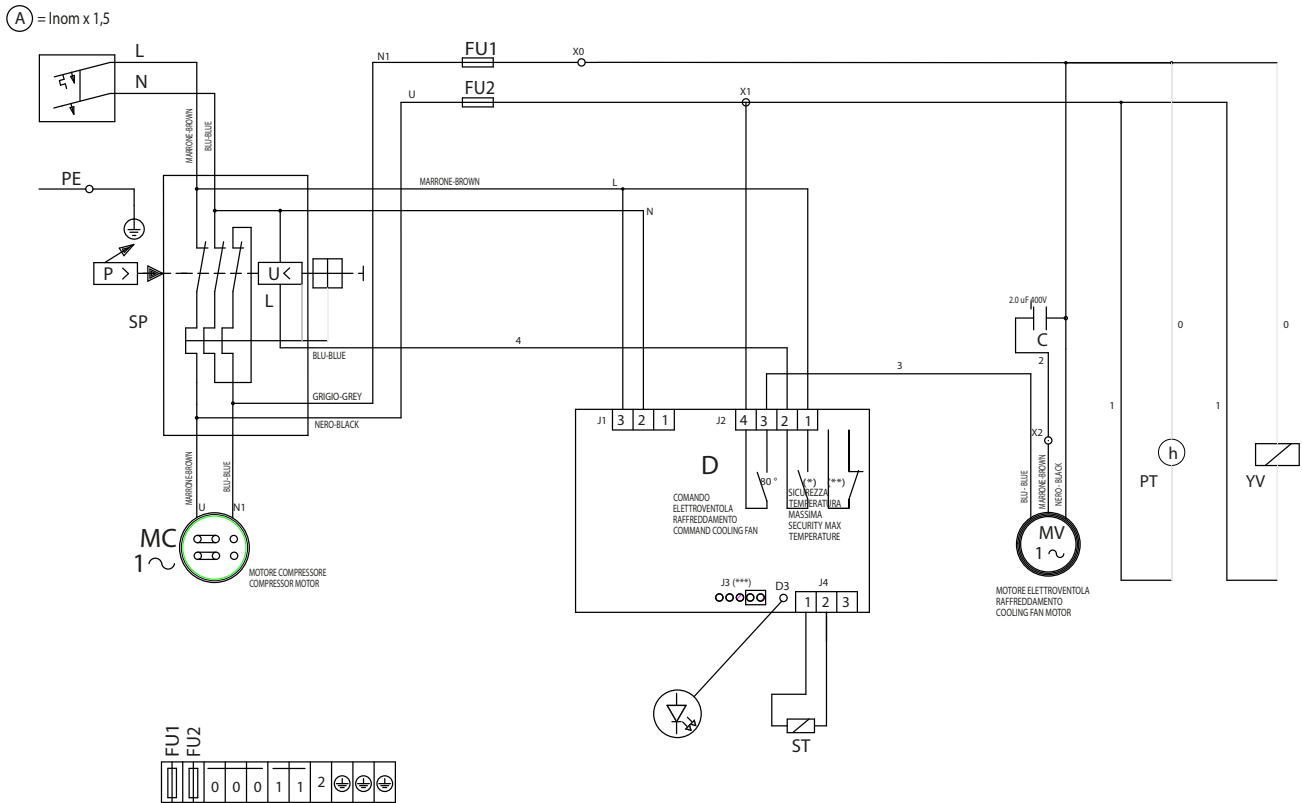 A = Inom x 1,5
L
N
N1
FU1
X0
U
FU2
X1
MARRONE-BROWN
BLU-BLUE
PE
MARRONE-BROWN
L
N
P >
U<
L
SP
BLU-BLUE
4
GRIGIO-GREY
NERO-BLACK
3
2.0 uF 400V
C
2
0
0
1
1
J1 3 2 1
J2 4 3 2 1
D
80 °
(*)
(**)
COMANDO
ELETTROVENTOLA
RAFFREDDAMENTO
COMMAND COOLING FAN
SICUREZZA
TEMPERATURA
MASSIMA
SECURITY MAX
TEMPERATURE
X2
BLU - BLUE
MARRONE-BROWN
NERO - BLACK
h
PT
YV
MARRONE-BROWN
BLU-BLUE
U
N1
MC
1
MOTORE COMPRESSORE
COMPRESSOR MOTOR
MV
1
MOTORE ELETTROVENTOLA
RAFFREDDAMENTO
COOLING FAN MOTOR
J3 (***)
D3
J4
1 2 3
ST
FU1
FU2
0 0 0 1 1 2